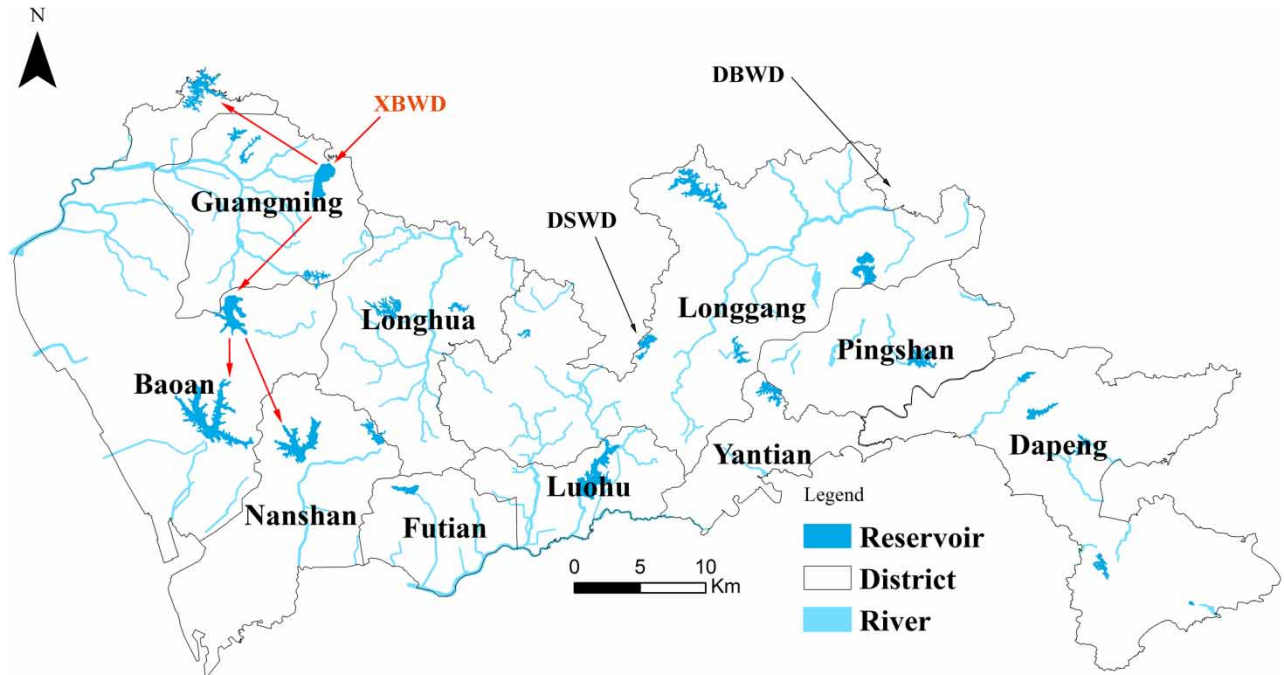 N
XBWD
DBWD
DSWD
Guangming
Longhua
Longgang
Pingshan
Baoan
Dapeng
Yantian
Luohu
Nanshan
Futian
Legend
Reservoir
District
River
0 5 10
Km